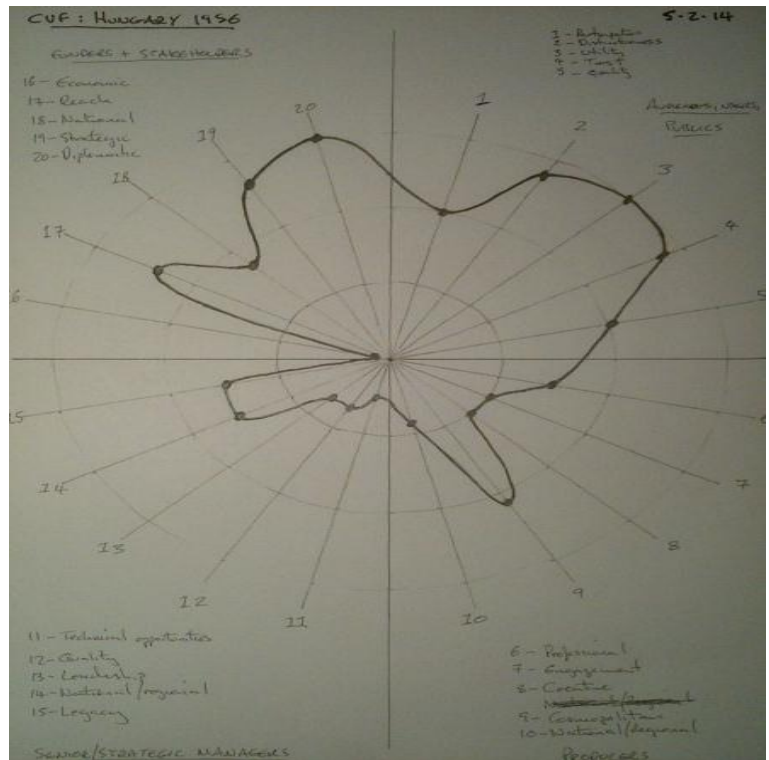 CVF : HUNGARY 1956
5-2-14
FUNDERS + STAKEHOLDERS
1 - Participation
2 - Distinctiveness
3 - Utility
4 - Trust
5 - Quality
16 - Economic
17 - Reach
18 - National
19 - Strategic
20 - Diplomatic
AUDIENCES, USERS,
PUBLICS
20
1
19
2
18
3
17
4
6
5
15
6
14
7
13
8
12
9
11
10
11 - Technical opportunities
12 - Quality
13 - Leadership
14 - National/regional
15 - Legacy
6 - Professional
7 - Engagement
8 - Creative
9 - Cosmopolitan
10 - National/Regional
SENIOR/STRATEGIC MANAGERS
PRODUCERS